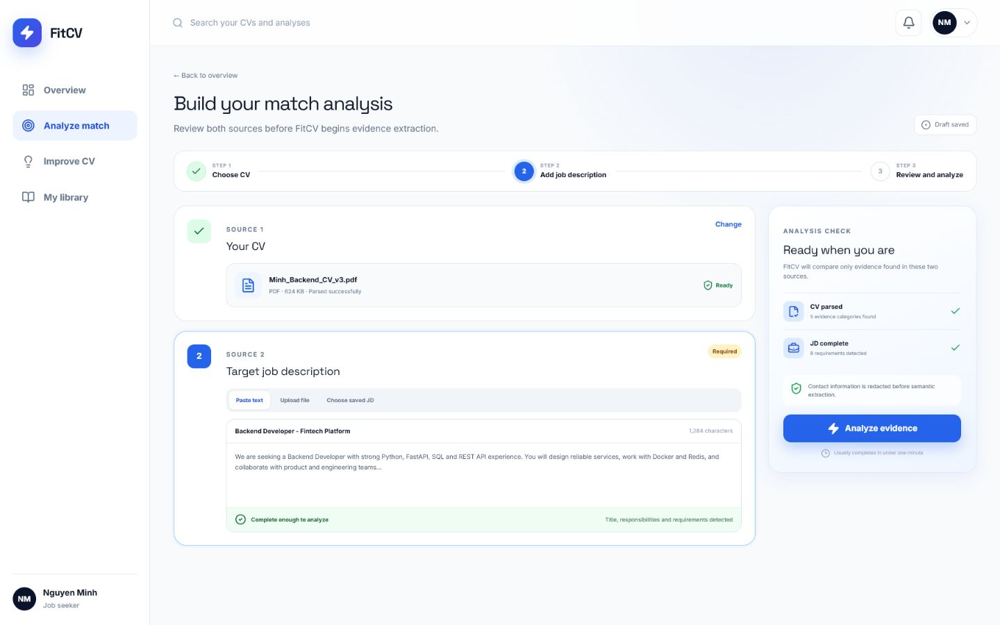 FitCV
Search your CVs and analyses
NM
Overview
Analyze match
Improve CV
My library
← Back to overview
Build your match analysis
Review both sources before FitCV begins evidence extraction.
Draft saved
STEP 1
Choose CV
2
STEP 2
Add job description
3
STEP 3
Review and analyze
SOURCE 1
Change
Your CV
Minh_Backend_CV_v3.pdf
PDF · 624 KB · Parsed successfully
Ready
2
SOURCE 2
Required
Target job description
Paste text
Upload file
Choose saved JD
Backend Developer - Fintech Platform
1,284 characters
We are seeking a Backend Developer with strong Python, FastAPI, SQL and REST API experience. You will design reliable services, work with Docker and Redis, and
collaborate with product and engineering teams...
Complete enough to analyze
Title, responsibilities and requirements detected
ANALYSIS CHECK
Ready when you are
FitCV will compare only evidence found in these two
sources.
CV parsed
5 evidence categories found
JD complete
8 requirements detected
Contact information is redacted before semantic
extraction.
Analyze evidence
Usually completes in under one minute
NM
Nguyen Minh
Job seeker